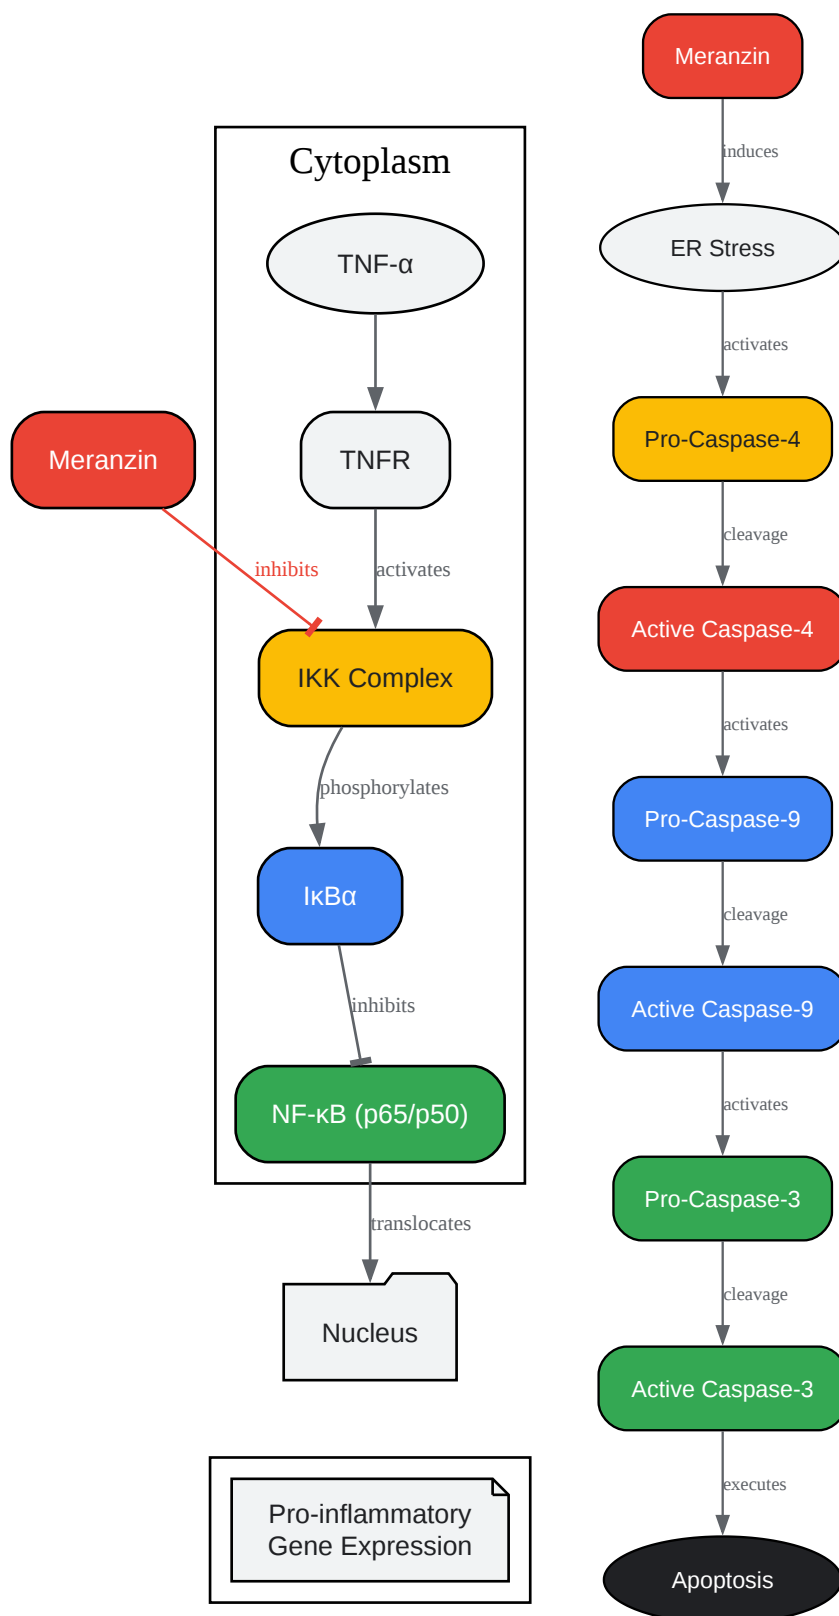 Cytoplasm
TNF-α
Meranzin
TNFR
inhibits
activates
IKK Complex
phosphorylates
IκBα
inhibits
NF-κB (p65/p50)
translocates
Nucleus
Pro-inflammatory
Gene Expression
Meranzin
induces
ER Stress
activates
Pro-Caspase-4
cleavage
Active Caspase-4
activates
Pro-Caspase-9
cleavage
Active Caspase-9
activates
Pro-Caspase-3
cleavage
Active Caspase-3
executes
Apoptosis